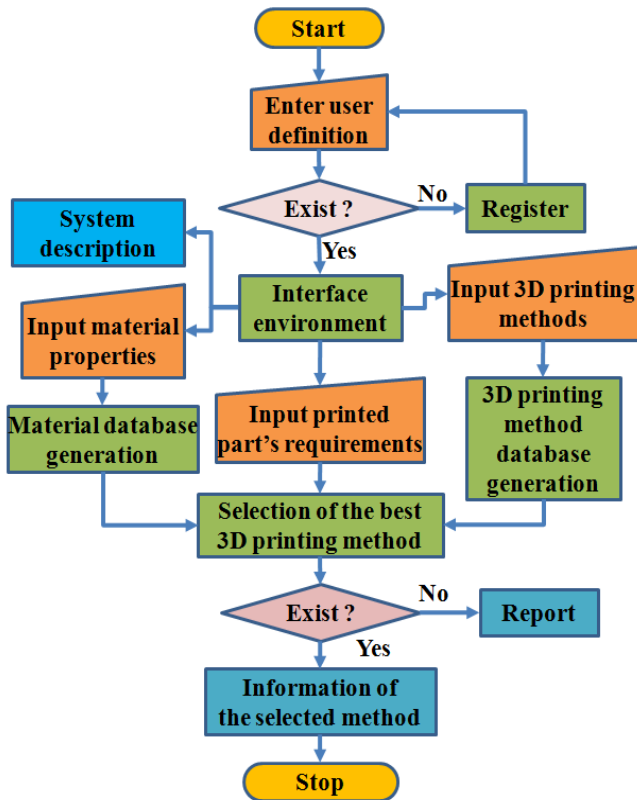 Start
Enter user
definition
Exist ?
No
Register
Yes
System
description
Interface
environment
Input 3D printing
methods
Input material
properties
Input printed
part's requirements
Material database
generation
3D printing
method
database
generation
Selection of the best
3D printing method
Exist ?
No
Report
Yes
Information of
the selected method
Stop